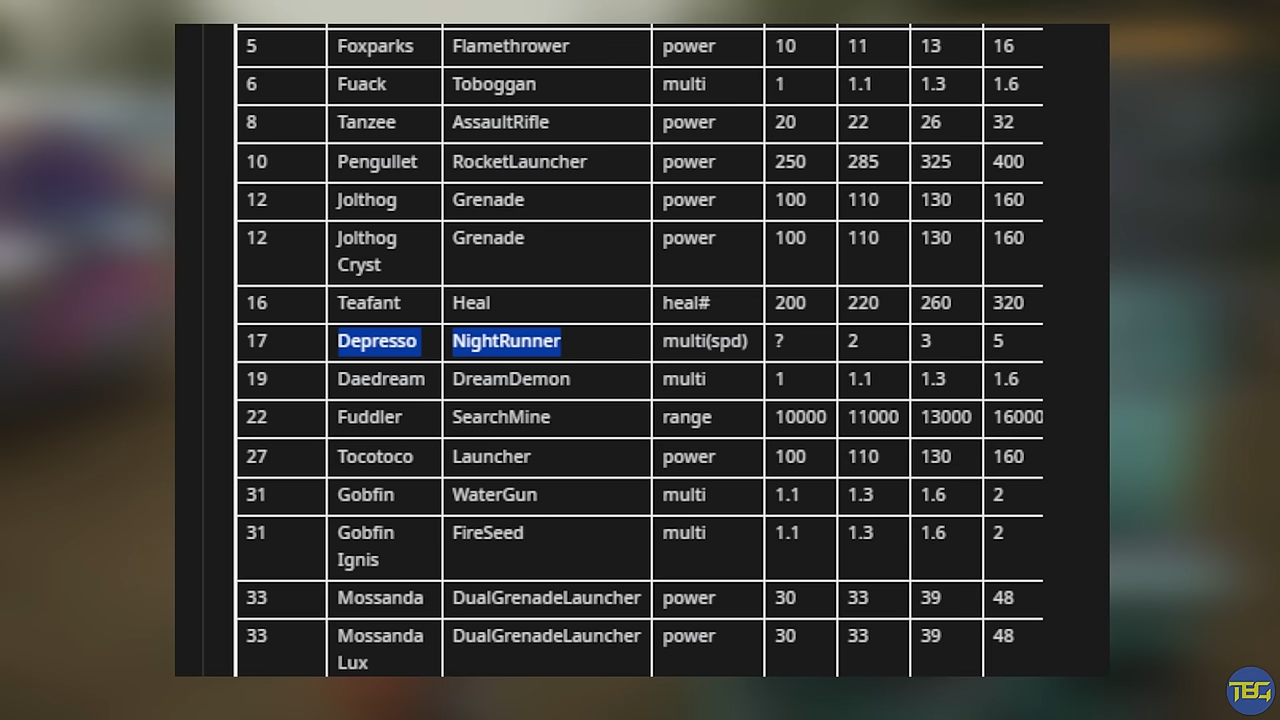 5 Foxparks Flamethrower power 10 11 13 16
6 Fuack Toboggan multi 1 1.1 1.3 1.6
8 Tanzee AssaultRifle power 20 22 26 32
10 Pengullet RocketLauncher power 250 285 325 400
12 Jolthog Grenade power 100 110 130 160
12 Jolthog Grenade power 100 110 130 160
Cryst
16 Teafant Heal heal# 200 220 260 320
17 Depresso NightRunner multi(spd) ? 2 3 5
19 Daedream DreamDemon multi 1 1.1 1.3 1.6
22 Fuddler SearchMine range 10000 11000 13000 16000
27 Tocotoco Launcher power 100 110 130 160
31 Gobfin WaterGun multi 1.1 1.3 1.6 2
31 Gobfin FireSeed multi 1.1 1.3 1.6 2
Ignis
33 Mossanda DualGrenadeLauncher power 30 33 39 48
33 Mossanda DualGrenadeLauncher power 30 33 39 48
Lux
TBG